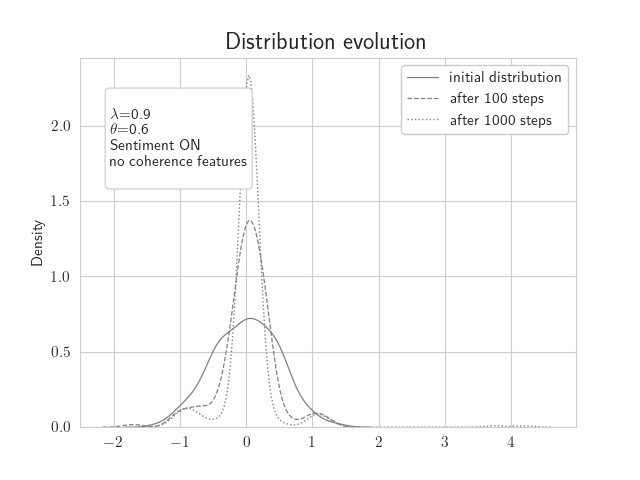 Distribution evolution
initial distribution
after 100 steps
after 1000 steps
λ=0.9
θ=0.6
Sentiment ON
no coherence features
Density
2.0
1.5
1.0
0.5
0.0
−2 −1 0 1 2 3 4